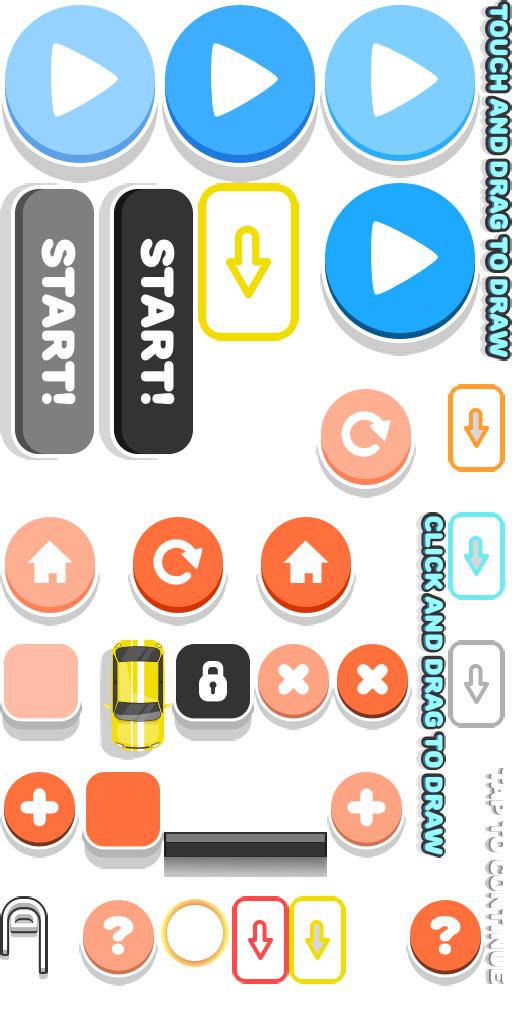 TOUCH AND DRAG TO DRAW
START!
START!
CLICK AND DRAG TO DRAW
TAP TO CONTINUE
?
?